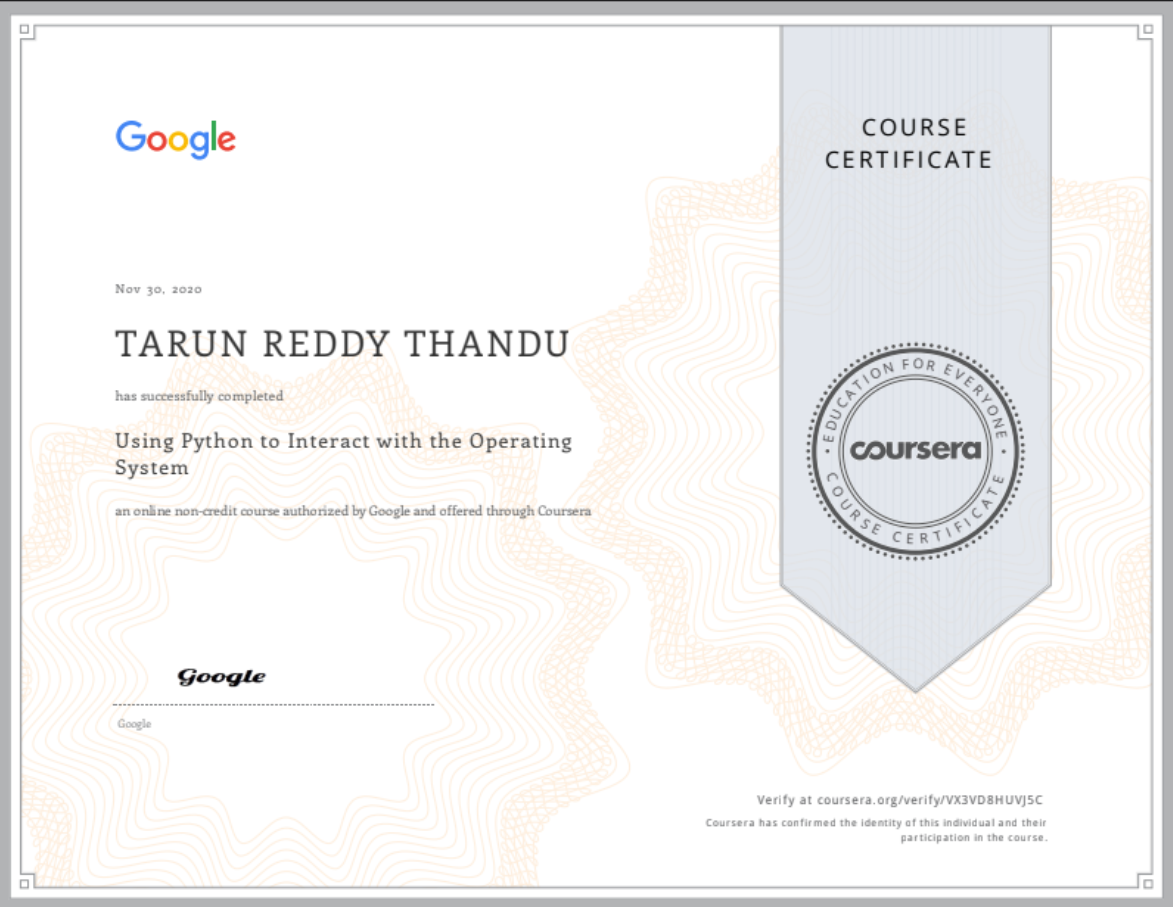 Google
COURSE
CERTIFICATE
Nov 30, 2020
TARUN REDDY THANDU
has successfully completed
Using Python to Interact with the Operating
System
an online non-credit course authorized by Google and offered through Coursera
EDUCATION FOR EVERYONE
coursera
COURSE CERTIFICATE
Google
Google
Verify at coursera.org/verify/VX3VD8HUVJ5C
Coursera has confirmed the identity of this individual and their
participation in the course.